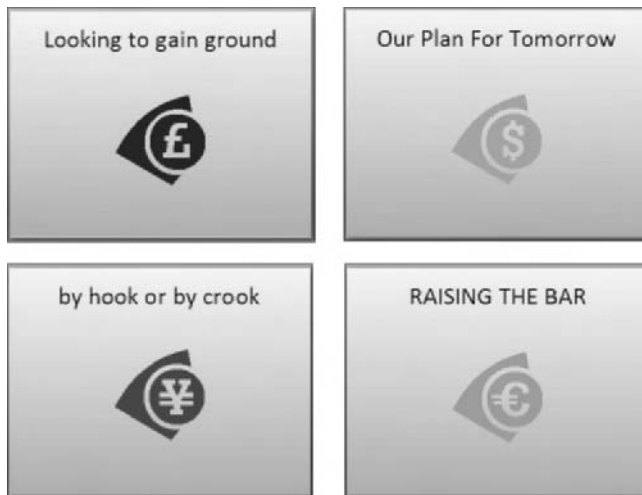 Looking to gain ground
£
Our Plan For Tomorrow
$
by hook or by crook
¥
RAISING THE BAR
€